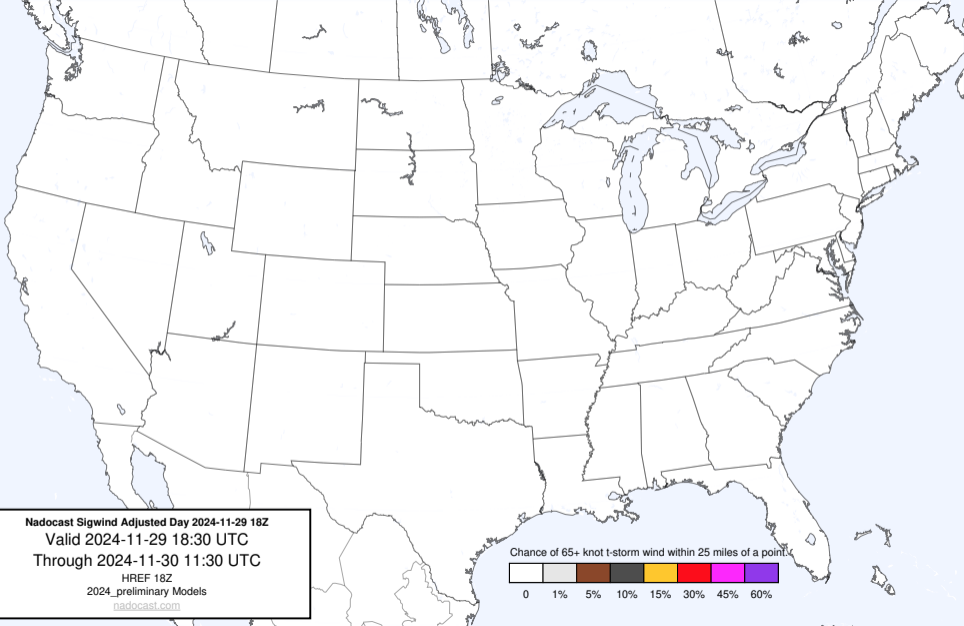 Nadocast Sigwind Adjusted Day 2024-11-29 18Z
Valid 2024-11-29 18:30 UTC
Through 2024-11-30 11:30 UTC
HREF 18Z
2024_preliminary Models
nadocast.com
Chance of 65+ knot t-storm wind within 25 miles of a point.
0 1% 5% 10% 15% 30% 45% 60%